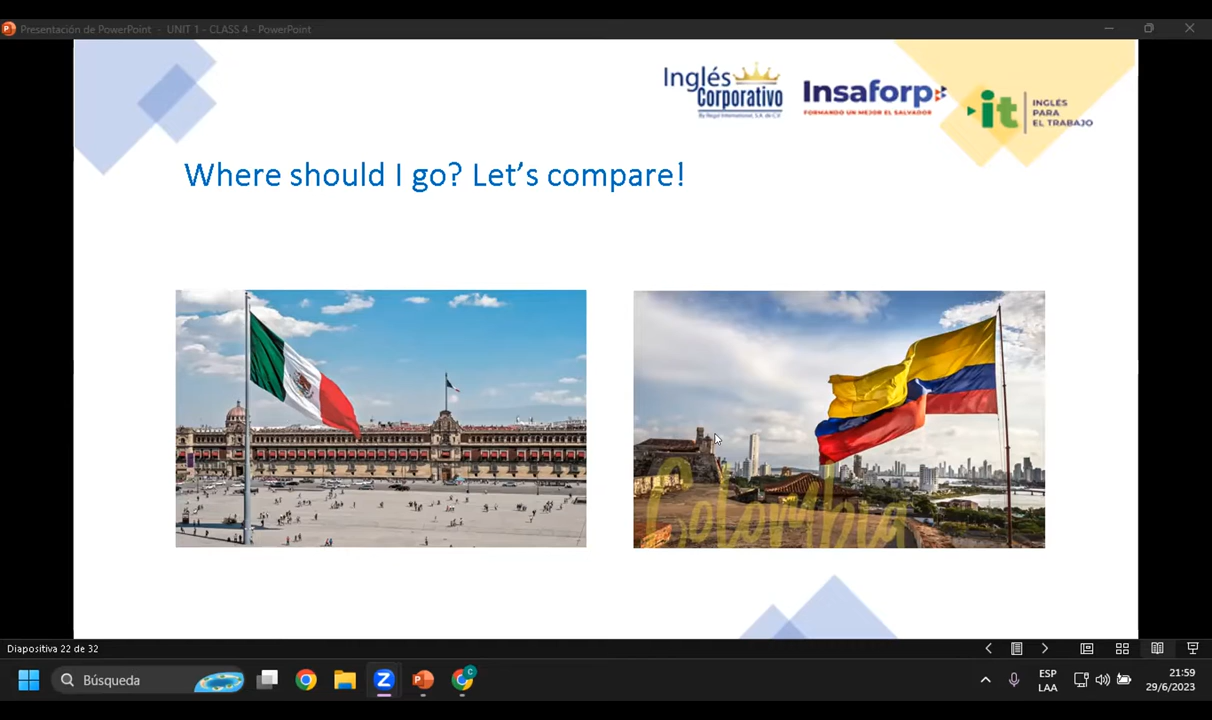 Presentación de PowerPoint - UNIT 1 - CLASS 4 - PowerPoint
Inglés
Corporativo
By Regal International, S.A. de C.V.
Insaforp
FORMANDO UN MEJOR EL SALVADOR
it
INGLÉS
PARA
EL TRABAJO
Where should I go? Let's compare!
Colombia
Diapositiva 22 de 32
Búsqueda
ESP
LAA
21:59
29/6/2023